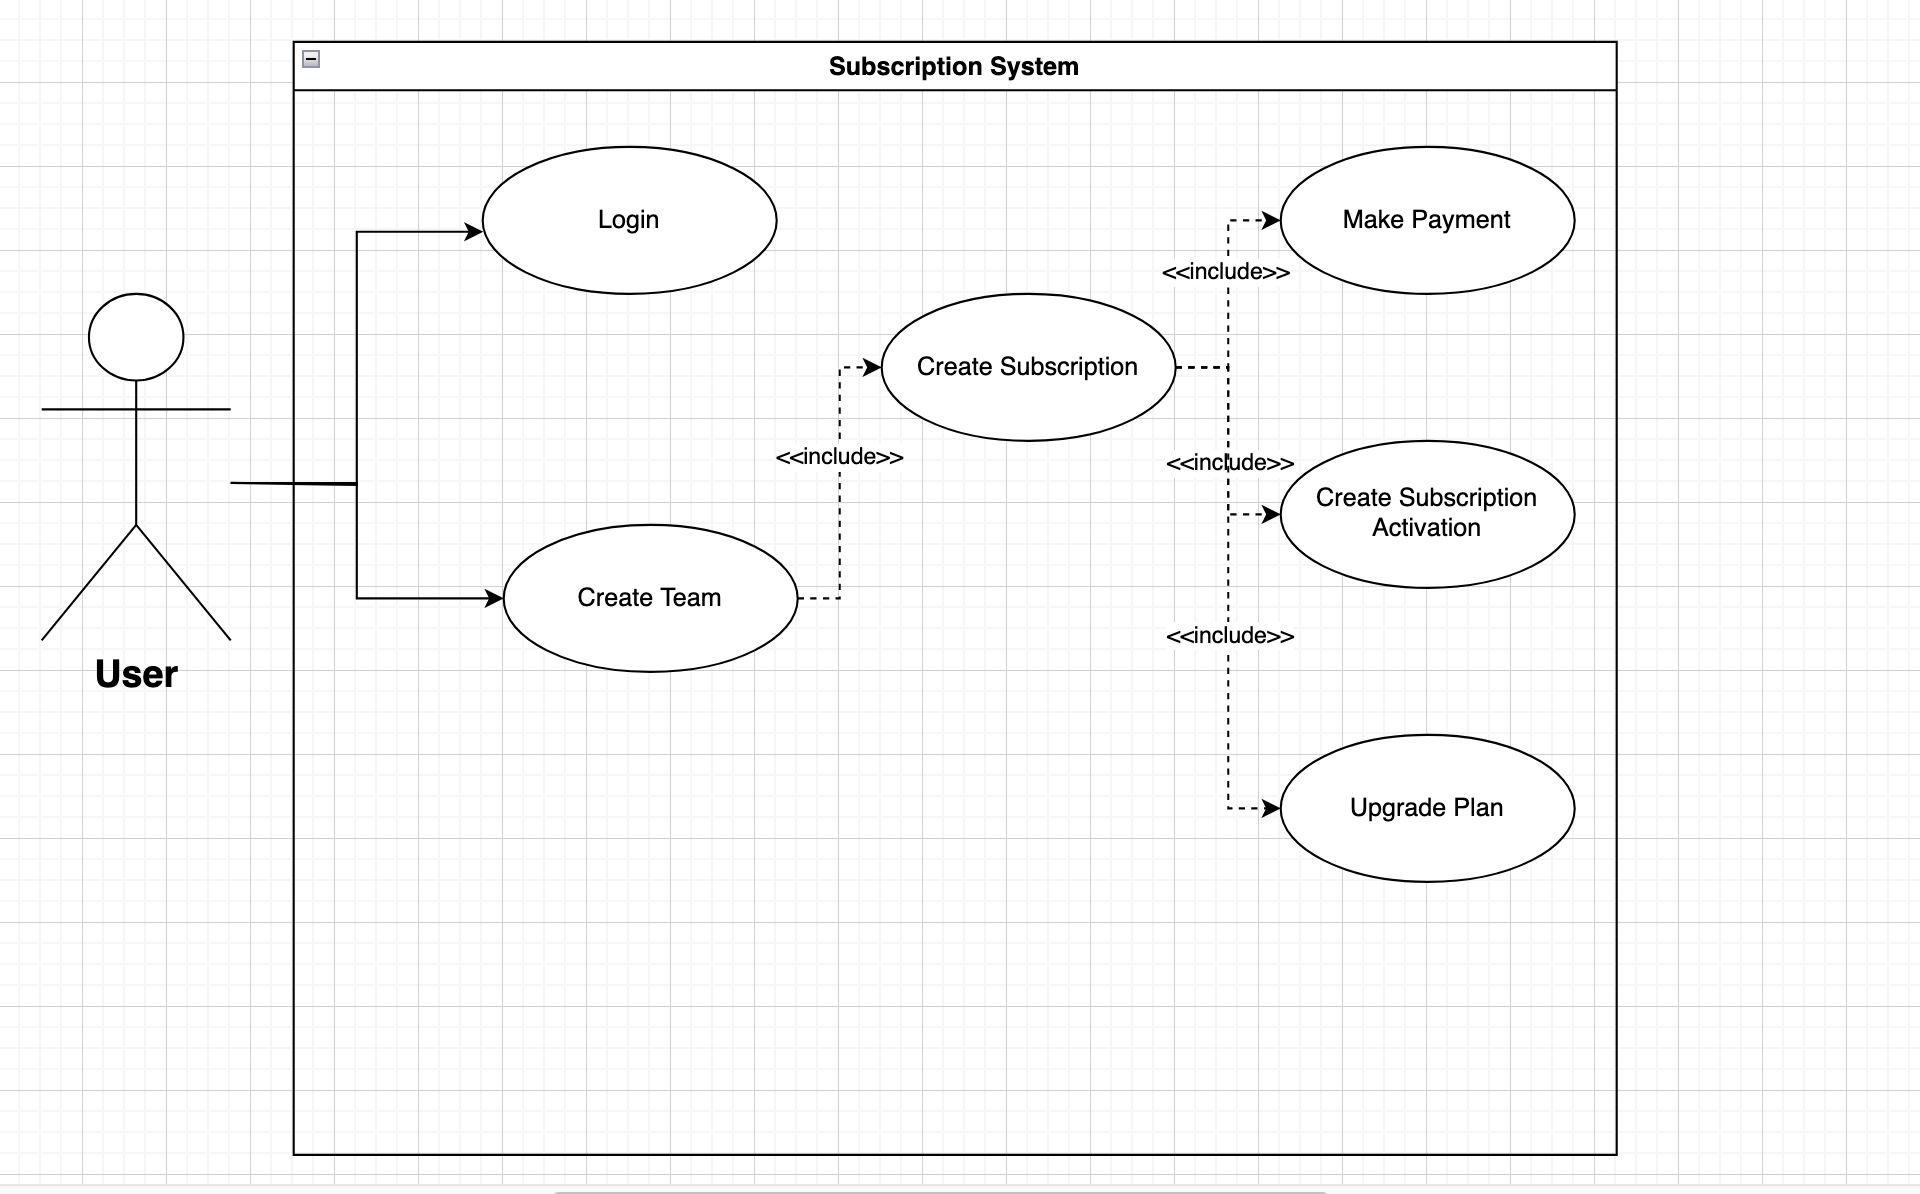 Subscription System
Login
Make Payment
<<include>>
Create Subscription
<<include>>
<<include>>
Create Subscription
Activation
Create Team
<<include>>
User
Upgrade Plan